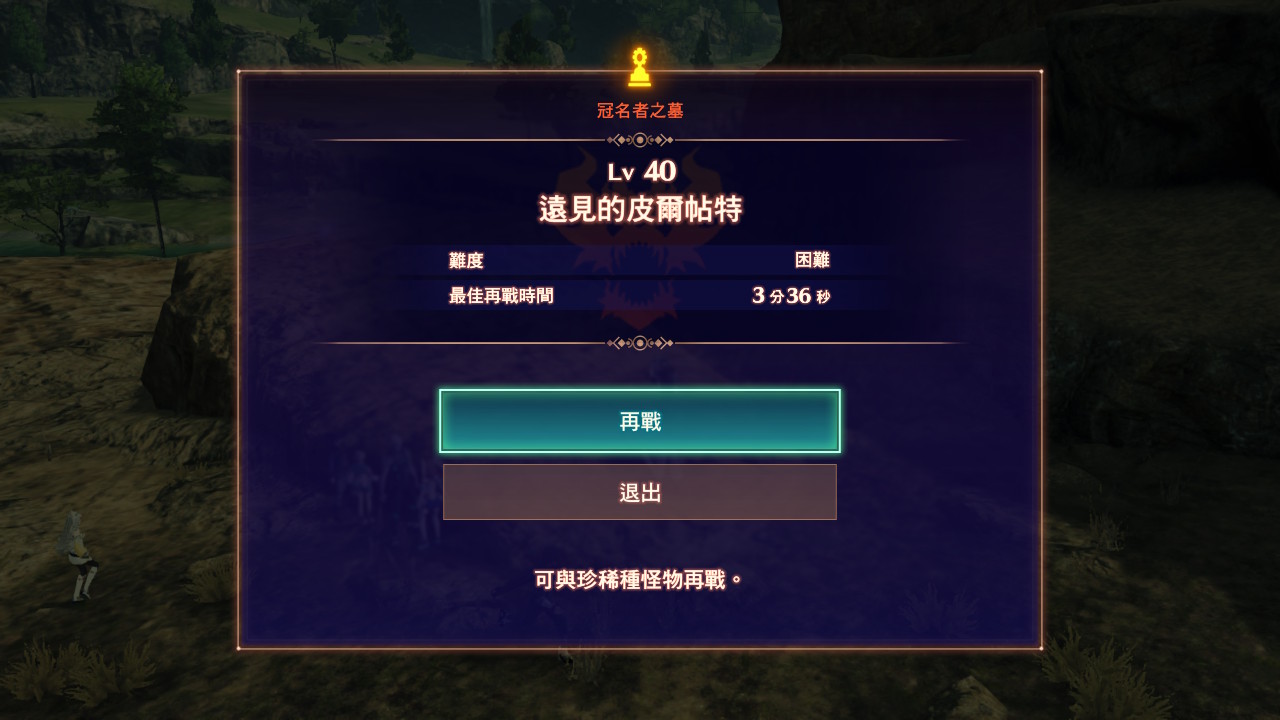 冠名者之墓
Lv 40
遠見的皮爾帖特
難度 困難
最佳再戰時間 3分36秒
再戰
退出
可與珍稀種怪物再戰。